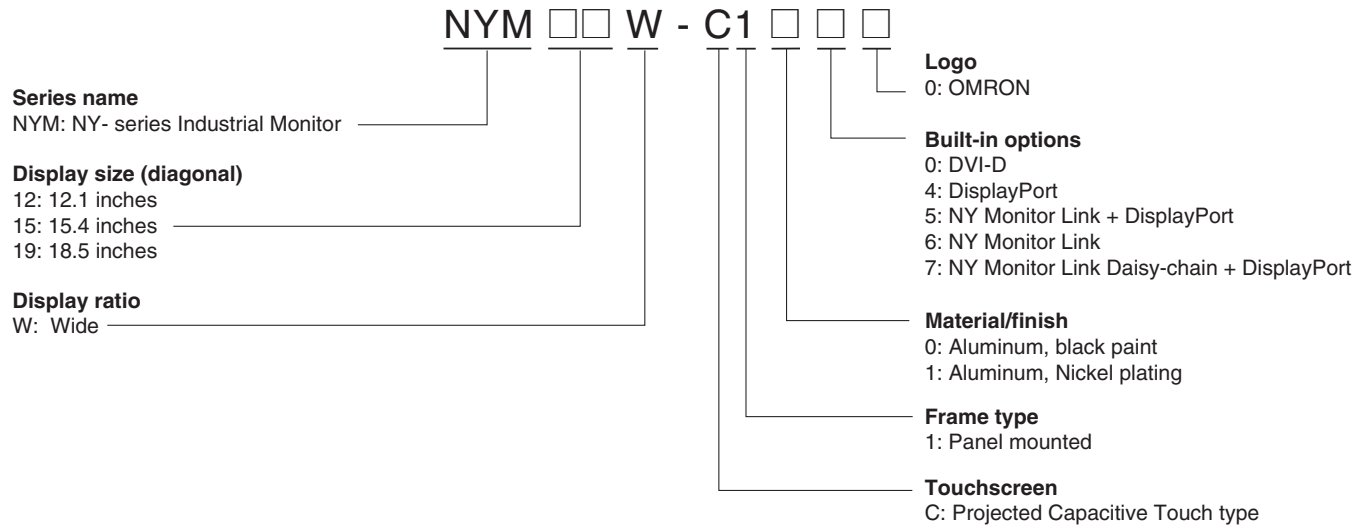 NYM □□ W - C1 □ □ □
Series name
NYM: NY- series Industrial Monitor
Display size (diagonal)
12: 12.1 inches
15: 15.4 inches
19: 18.5 inches
Display ratio
W: Wide
Logo
0: OMRON
Built-in options
0: DVI-D
4: DisplayPort
5: NY Monitor Link + DisplayPort
6: NY Monitor Link
7: NY Monitor Link Daisy-chain + DisplayPort
Material/finish
0: Aluminum, black paint
1: Aluminum, Nickel plating
Frame type
1: Panel mounted
Touchscreen
C: Projected Capacitive Touch type